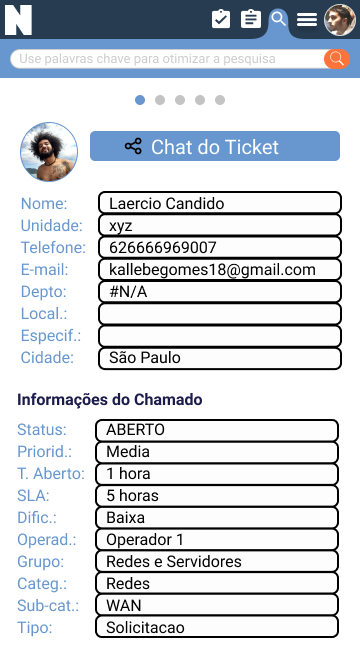 N
Use palavras chave para otimizar a pesquisa
Chat do Ticket
Nome: Laercio Candido
Unidade: xyz
Telefone: 626666969007
E-mail: kallebegomes18@gmail.com
Depto: #N/A
Local.:
Especif.:
Cidade: São Paulo
Informações do Chamado
Status: ABERTO
Priorid.: Media
T. Aberto: 1 hora
SLA: 5 horas
Dific.: Baixa
Operad.: Operador 1
Grupo: Redes e Servidores
Categ.: Redes
Sub-cat.: WAN
Tipo: Solicitacao